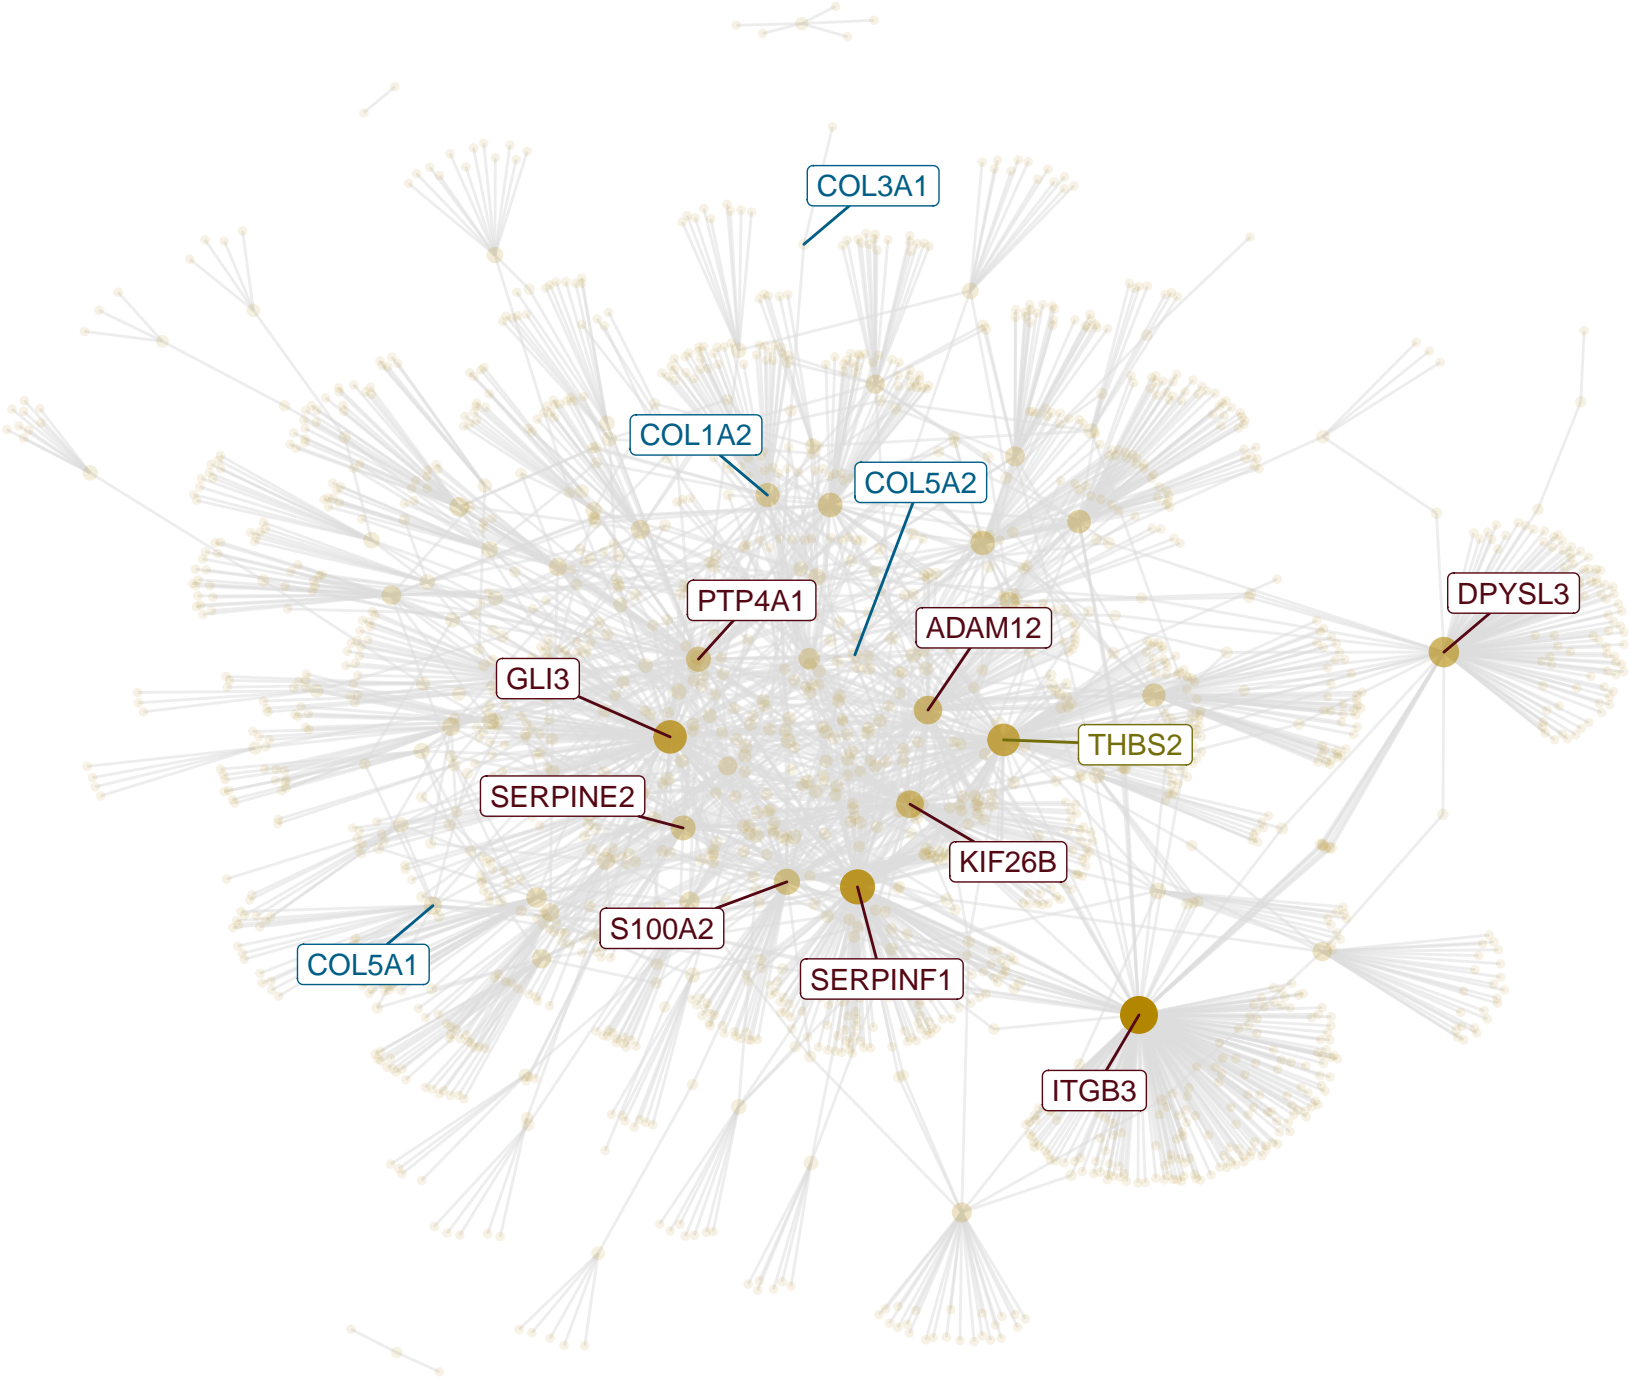 COL3A1
COL1A2
COL5A2
DPYSL3
PTP4A1
ADAM12
GLI3
THBS2
SERPINE2
KIF26B
S100A2
COL5A1
SERPINF1
ITGB3